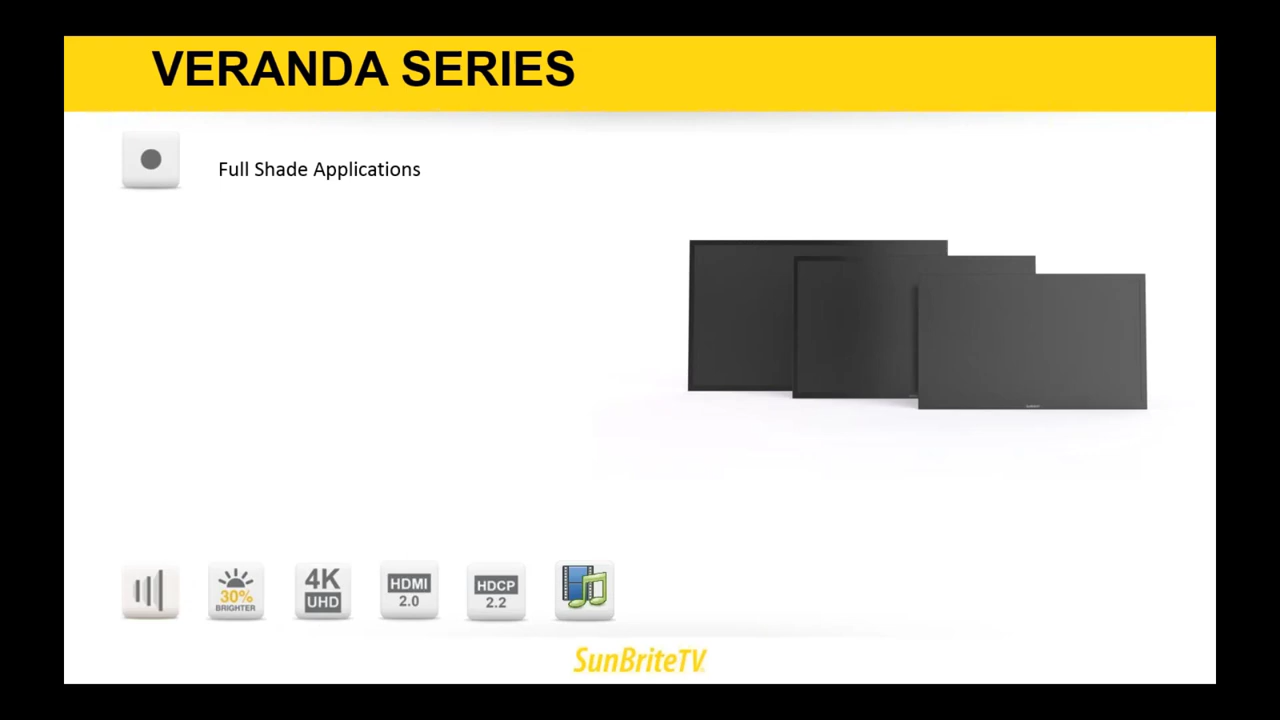 VERANDA SERIES
Full Shade Applications
30%
BRIGHTER
4K
UHD
HDMI
2.0
HDCP
2.2
SunBriteTV